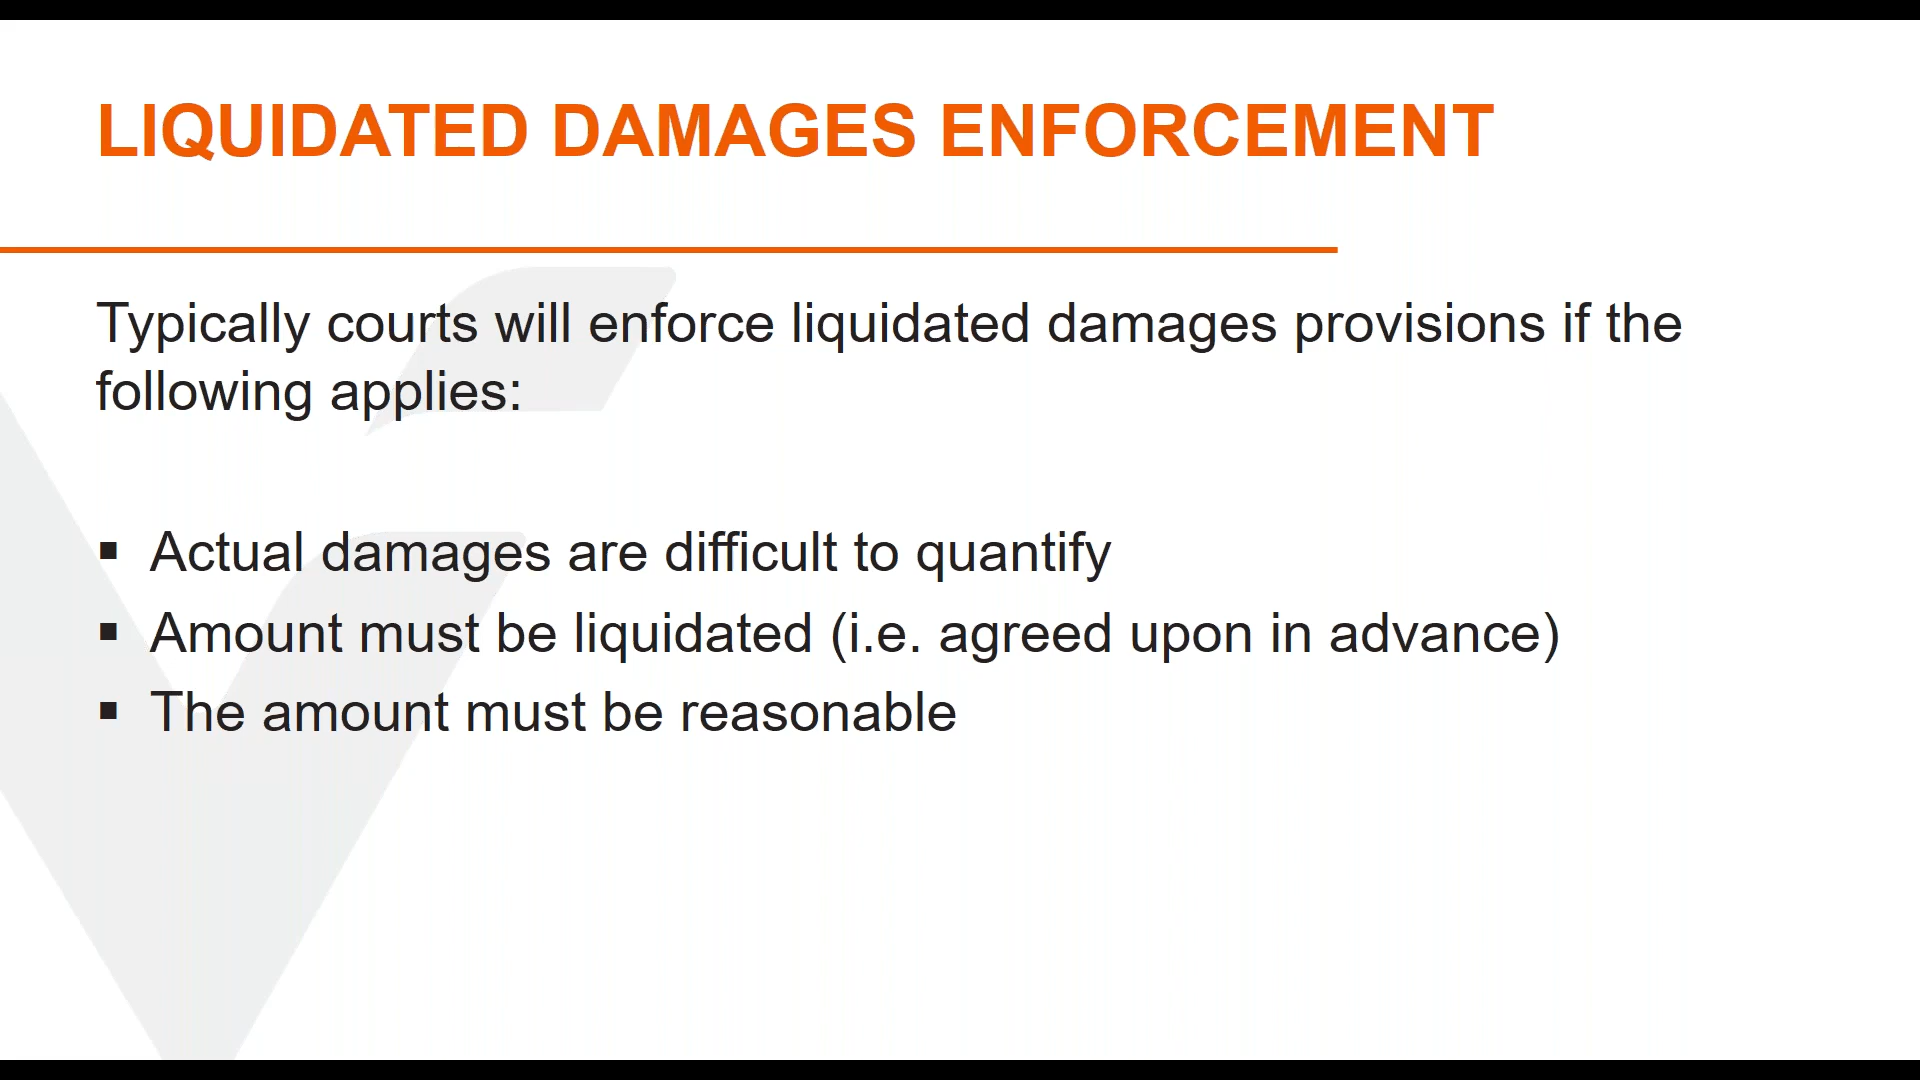 LIQUIDATED DAMAGES ENFORCEMENT
Typically courts will enforce liquidated damages provisions if the
following applies:
▪ Actual damages are difficult to quantify
▪ Amount must be liquidated (i.e. agreed upon in advance)
▪ The amount must be reasonable